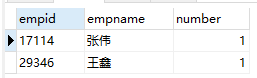 empid empname number
17114 张伟 1
29346 王鑫 1